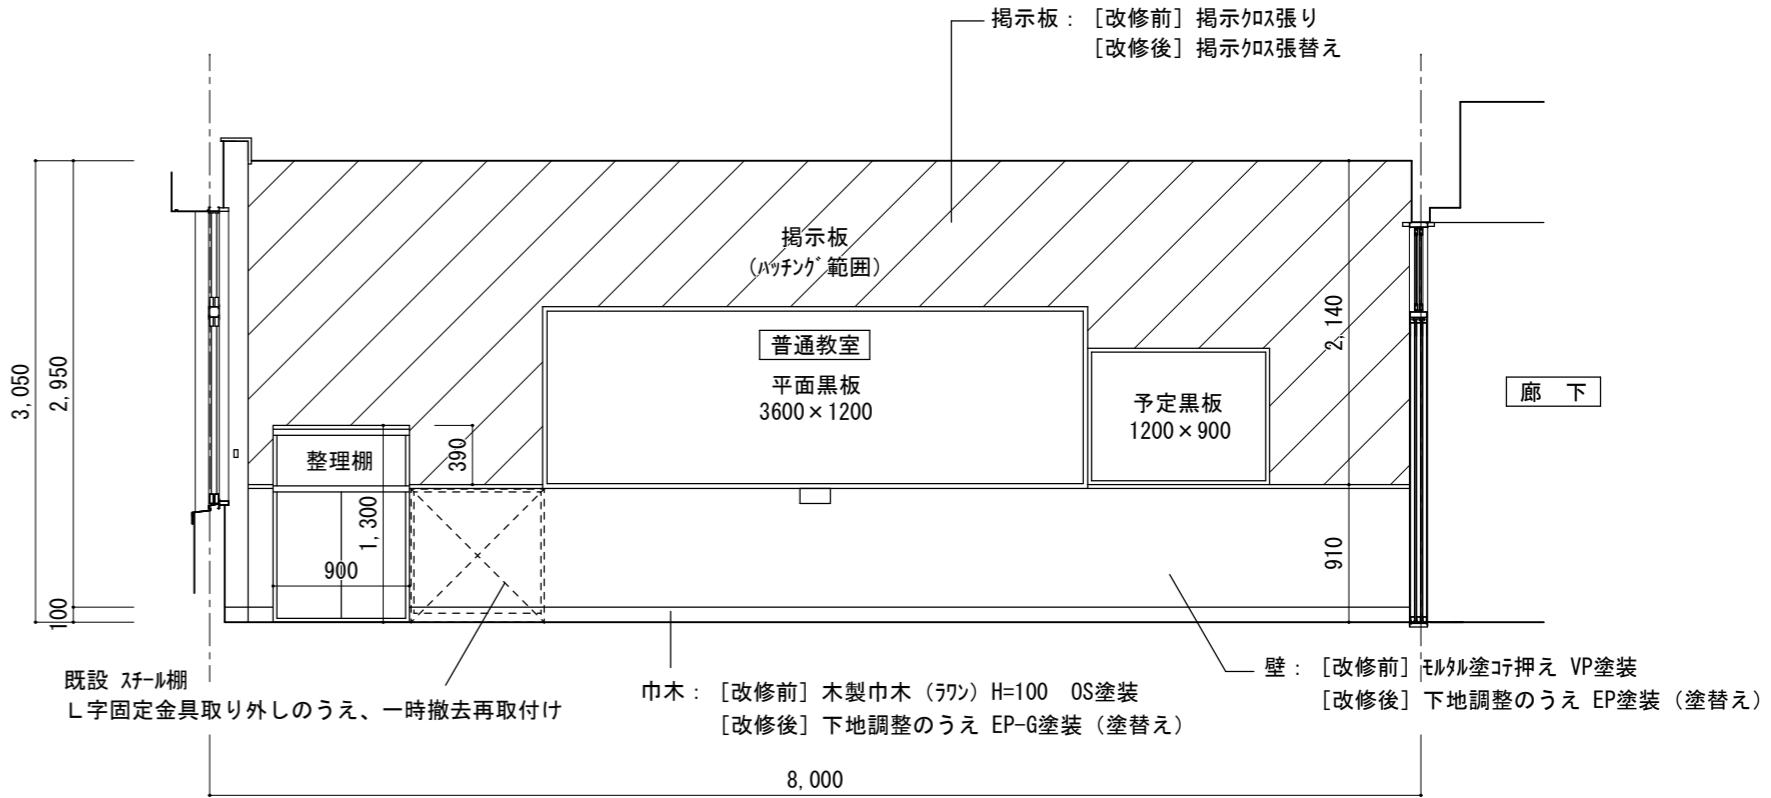 掲示板： ［改修前］ 掲示ｸﾛｽ張り
［改修後］ 掲示ｸﾛｽ張替え
掲示板
（ﾊｯﾁﾝｸﾞ範囲）
普通教室
平面黒板
3600×1200
予定黒板
1200×900
整理棚
390
1,300
900
2,140
910
3,050
2,950
100
廊　下
既設 ｽﾁｰﾙ棚
Ｌ字固定金具取り外しのうえ、一時撤去再取付け
巾木： ［改修前］ 木製巾木（ﾗﾜﾝ）H=100　OS塗装
［改修後］ 下地調整のうえ EP-G塗装（塗替え）
壁： ［改修前］ ﾓﾙﾀﾙ塗ｺﾃ押え VP塗装
［改修後］ 下地調整のうえ EP塗装（塗替え）
8,000